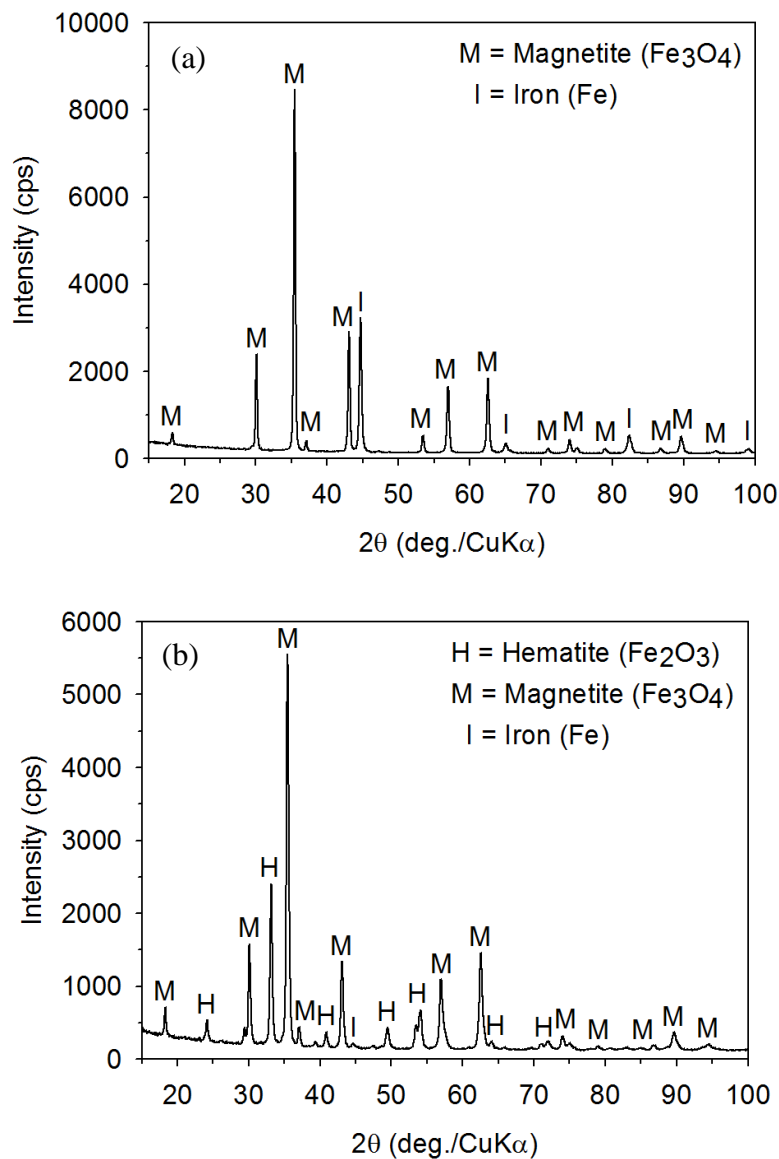 (a)
M = Magnetite (Fe3O4)
I = Iron (Fe)
Intensity (cps)
10000
8000
6000
4000
2000
0
M
M
M
M
M
I
M
M
M
I
M
M
M
I
M
M
M
I
20 30 40 50 60 70 80 90 100
2θ (deg./CuKα)
(b)
H = Hematite (Fe2O3)
M = Magnetite (Fe3O4)
I = Iron (Fe)
Intensity (cps)
6000
5000
4000
3000
2000
1000
0
M
H
M
H
M
M
H
M
I
H
H
M
M
H
H
M
M
M
M
M
20 30 40 50 60 70 80 90 100
2θ (deg./CuKα)